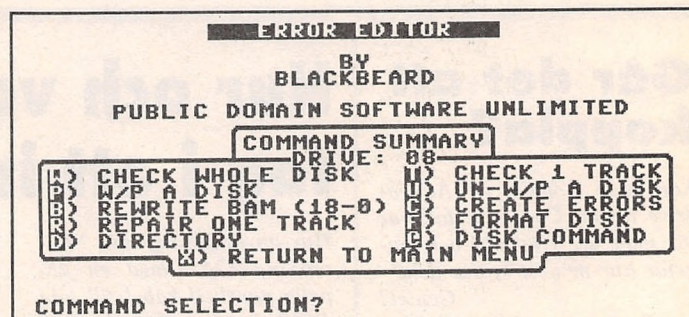 ERROR EDITOR
BY
BLACKBEARD
PUBLIC DOMAIN SOFTWARE UNLIMITED
COMMAND SUMMARY
DRIVE: 08
W) CHECK WHOLE DISK T) CHECK 1 TRACK
P) W/P A DISK U) UN-W/P A DISK
B) REWRITE BAM (18-0) C) CREATE ERRORS
R) REPAIR ONE TRACK F) FORMAT DISK
D) DIRECTORY @) DISK COMMAND
X) RETURN TO MAIN MENU
COMMAND SELECTION?